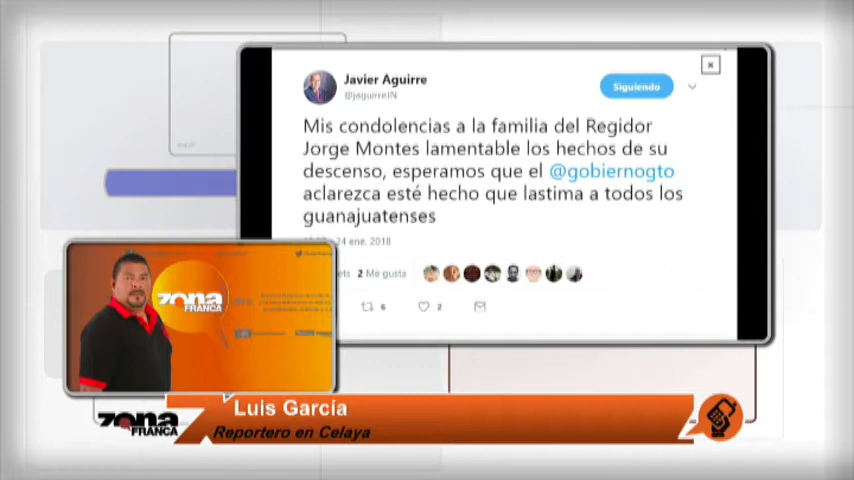 Javier Aguirre
@jaguirreIN
Siguiendo
Mis condolencias a la familia del Regidor
Jorge Montes lamentable los hechos de su
descenso, esperamos que el @gobiernogto
aclarezca esté hecho que lastima a todos los
guanajuatenses
24 ene. 2018
2 Me gusta
6 2
ZONA
FRANCA
Luis García
Reportero en Celaya
ZONA
FRANCA